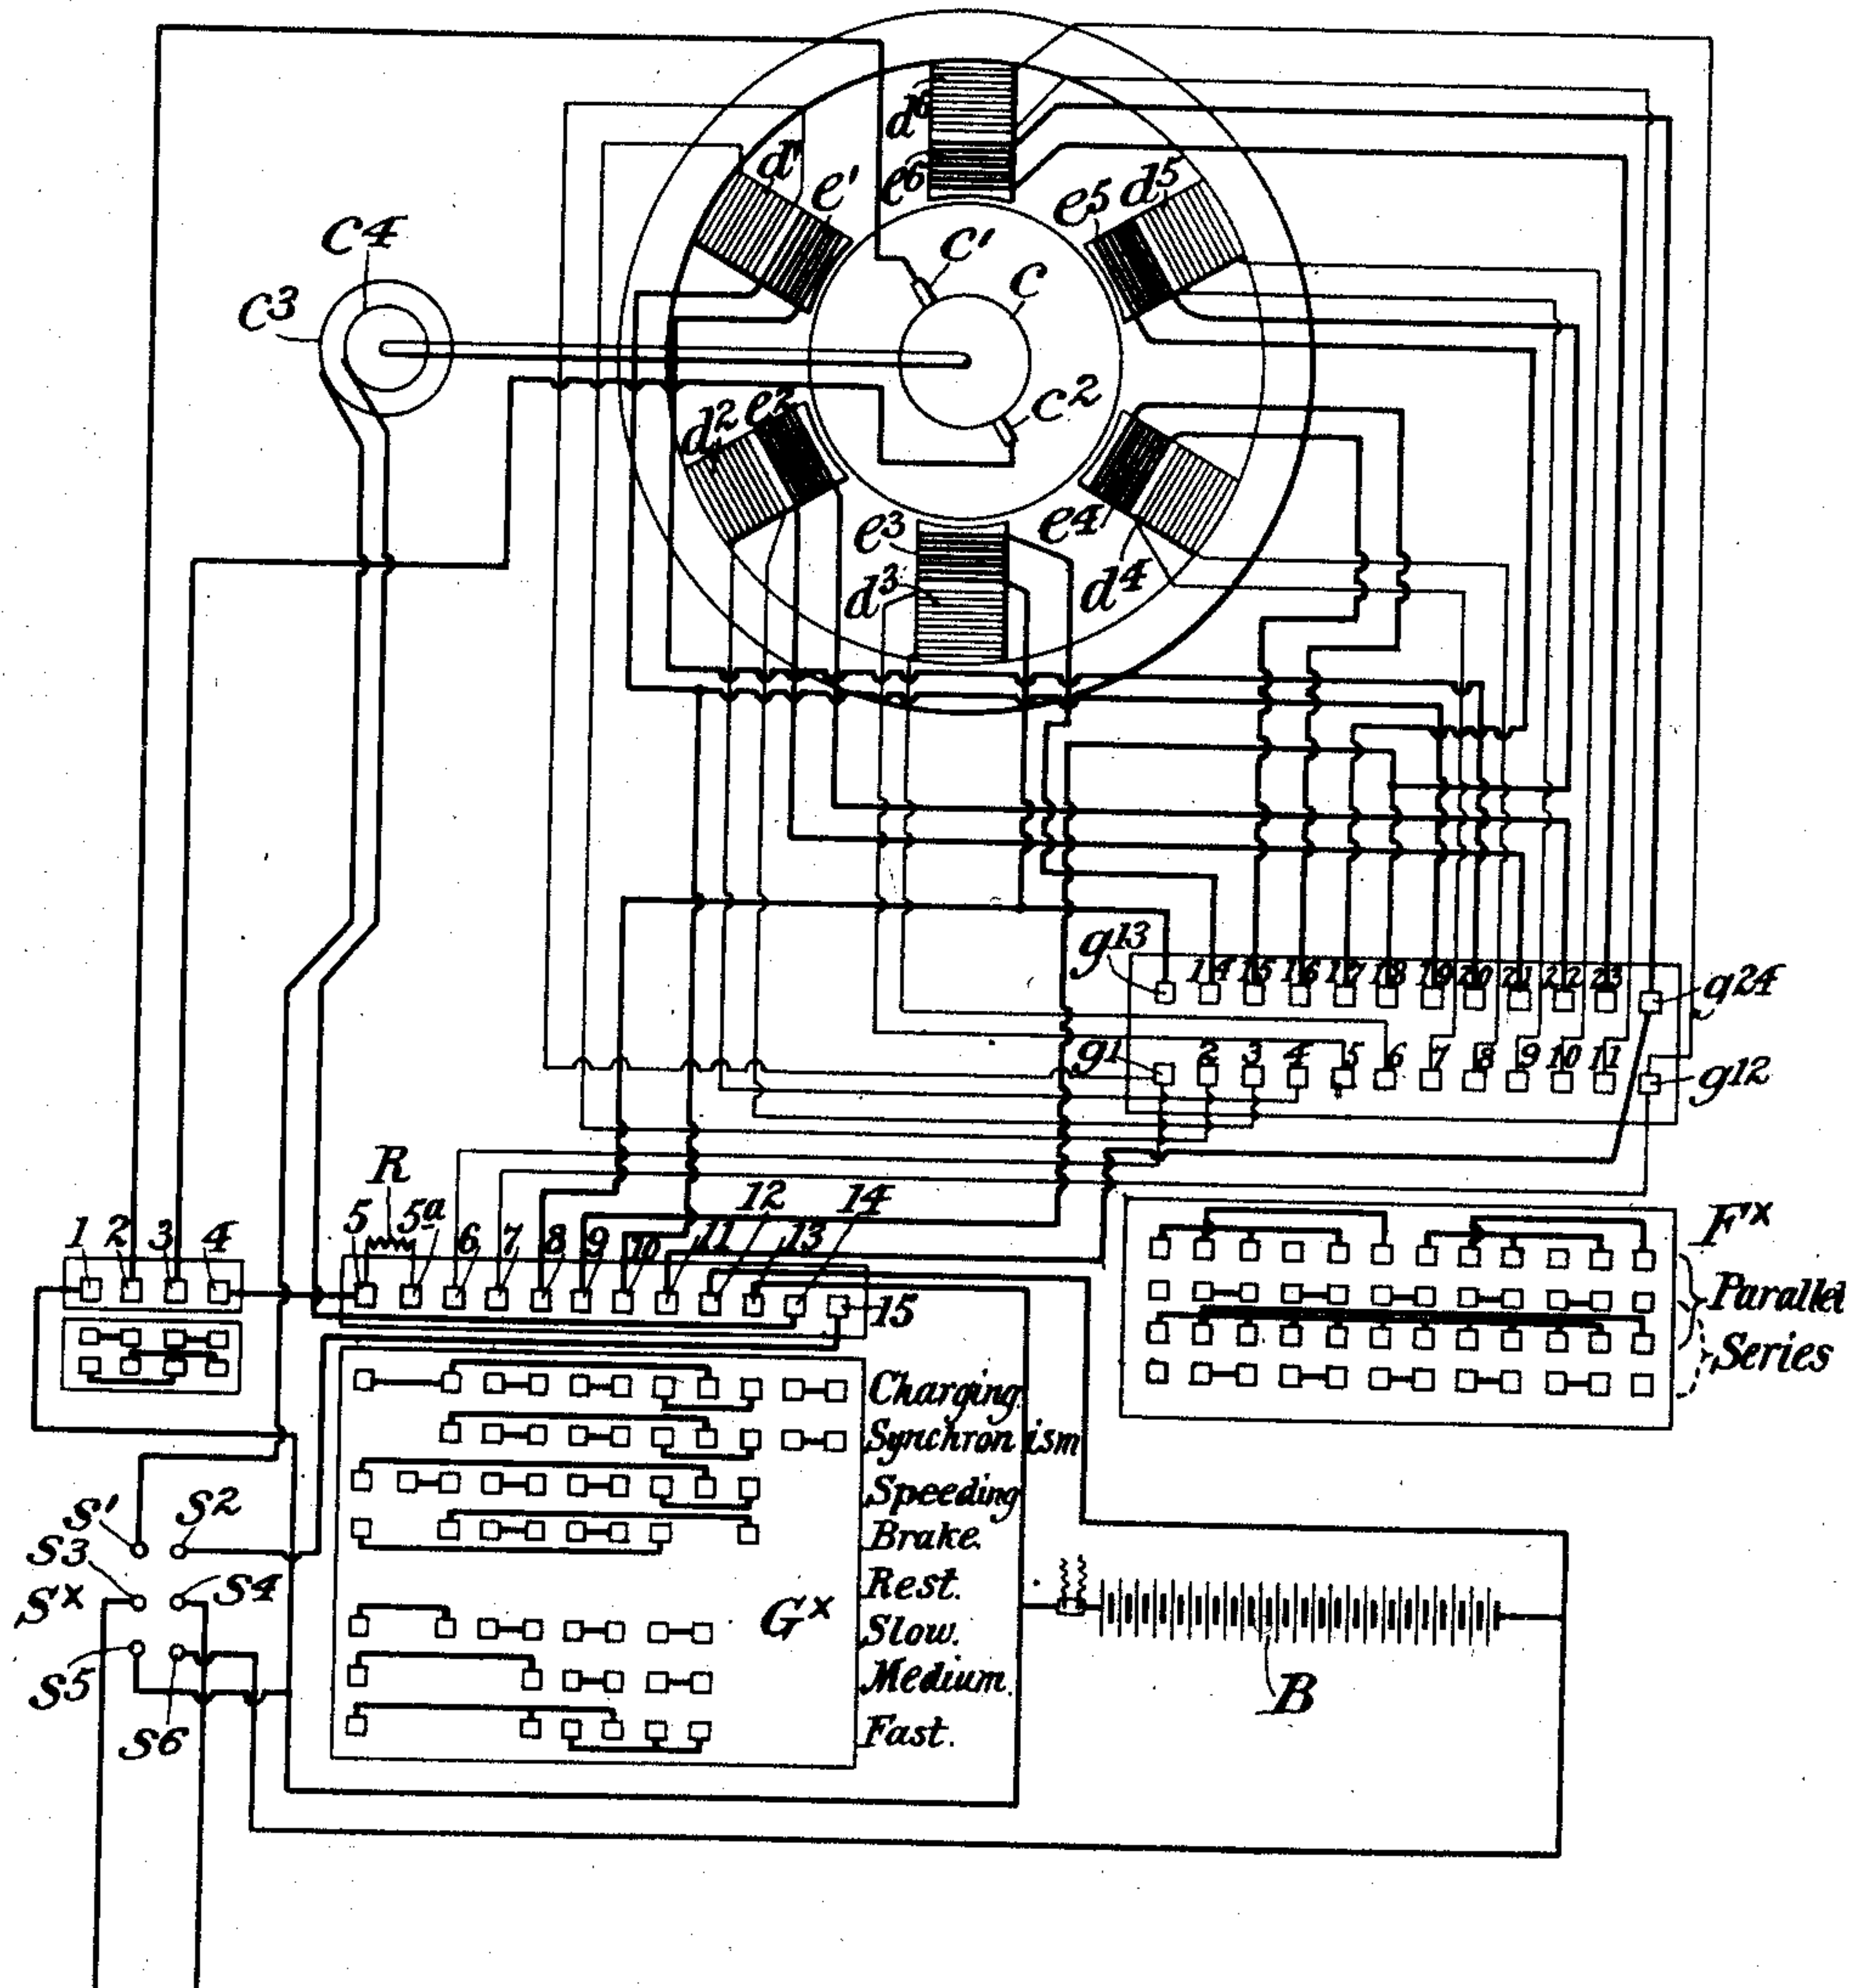 d6
d'
e'
e6
e5
d5
c4
c'
c
c3
c2
d2
e2
e3
e4
d3
d4
g13
14 15 16 17 18 19 20 21 22 23
g24
g1
2 3 4 5 6 7 8 9 10 11
g12
R
1 2 3 4
5 5a 6 7 8 9 10 11 12 13 14
15
Fx
Parallel
Series
Charging
Synchronism
Speeding
Brake.
Rest.
Slow.
Medium.
Fast.
Gx
s'
s2
s3
s4
Sx
s5
s6
B